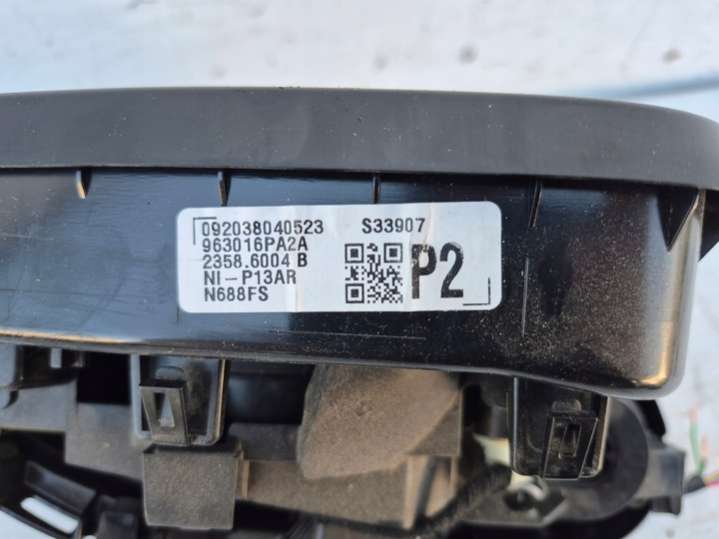 092038040523 S33907
963016PA2A
2358.6004 B
NI-P13AR
N688FS
P2